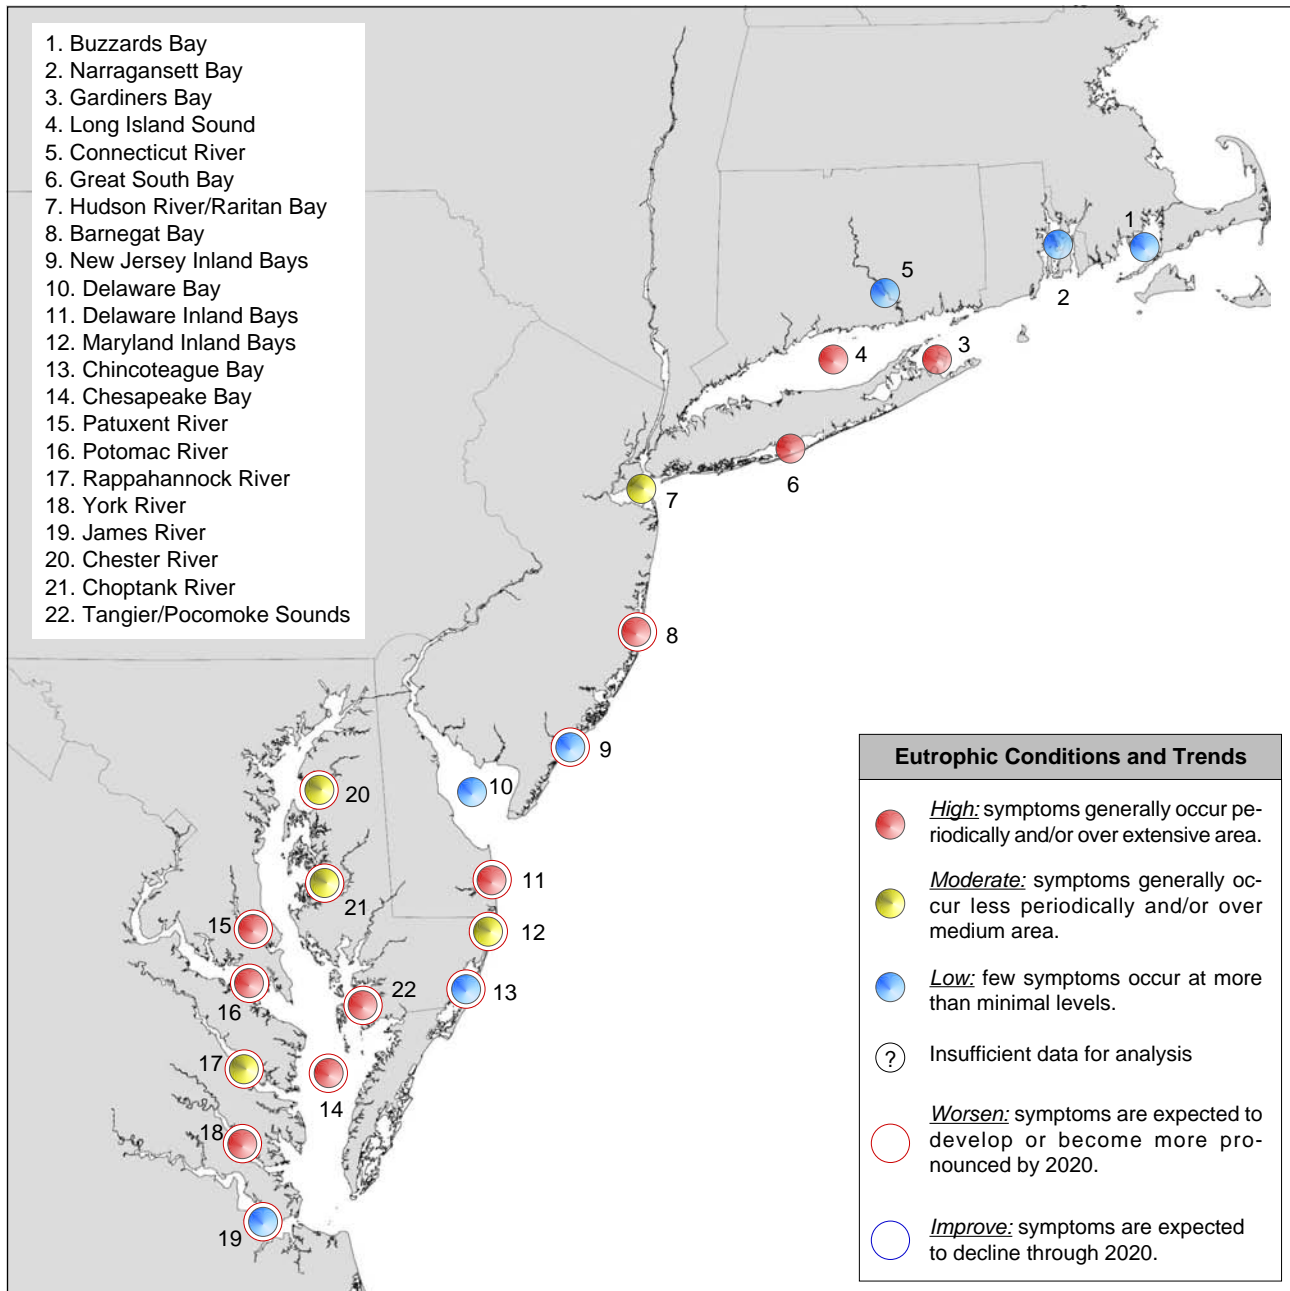 1. Buzzards Bay
2. Narragansett Bay
3. Gardiners Bay
4. Long Island Sound
5. Connecticut River
6. Great South Bay
7. Hudson River/Raritan Bay
8. Barnegat Bay
9. New Jersey Inland Bays
10. Delaware Bay
11. Delaware Inland Bays
12. Maryland Inland Bays
13. Chincoteague Bay
14. Chesapeake Bay
15. Patuxent River
16. Potomac River
17. Rappahannock River
18. York River
19. James River
20. Chester River
21. Choptank River
22. Tangier/Pocomoke Sounds
1
2
5
4
3
6
7
8
9
10
20
11
21
12
15
13
16
22
17
14
18
19
Eutrophic Conditions and Trends
High: symptoms generally occur pe-
riodically and/or over extensive area.
Moderate: symptoms generally oc-
cur less periodically and/or over
medium area.
Low: few symptoms occur at more
than minimal levels.
? Insufficient data for analysis
Worsen: symptoms are expected to
develop or become more pro-
nounced by 2020.
Improve: symptoms are expected
to decline through 2020.